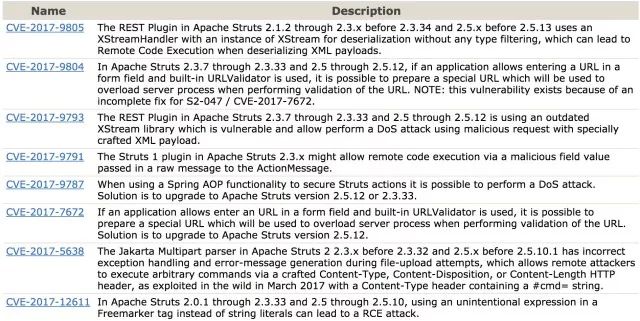 Name Description
CVE-2017-9805 The REST Plugin in Apache Struts 2.1.2 through 2.3.x before 2.3.34 and 2.5.x before 2.5.13 uses an
XStreamHandler with an instance of XStream for deserialization without any type filtering, which can lead to
Remote Code Execution when deserializing XML payloads.
CVE-2017-9804 In Apache Struts 2.3.7 through 2.3.33 and 2.5 through 2.5.12, if an application allows entering a URL in a
form field and built-in URLValidator is used, it is possible to prepare a special URL which will be used to
overload server process when performing validation of the URL. NOTE: this vulnerability exists because of an
incomplete fix for S2-047 / CVE-2017-7672.
CVE-2017-9793 The REST Plugin in Apache Struts 2.3.7 through 2.3.33 and 2.5 through 2.5.12 is using an outdated
XStream library which is vulnerable and allow perform a DoS attack using malicious request with specially
crafted XML payload.
CVE-2017-9791 The Struts 1 plugin in Apache Struts 2.3.x might allow remote code execution via a malicious field value
passed in a raw message to the ActionMessage.
CVE-2017-9787 When using a Spring AOP functionality to secure Struts actions it is possible to perform a DoS attack.
Solution is to upgrade to Apache Struts version 2.5.12 or 2.3.33.
CVE-2017-7672 If an application allows enter an URL in a form field and built-in URLValidator is used, it is possible to
prepare a special URL which will be used to overload server process when performing validation of the URL.
Solution is to upgrade to Apache Struts version 2.5.12.
CVE-2017-5638 The Jakarta Multipart parser in Apache Struts 2 2.3.x before 2.3.32 and 2.5.x before 2.5.10.1 has incorrect
exception handling and error-message generation during file-upload attempts, which allows remote attackers
to execute arbitrary commands via a crafted Content-Type, Content-Disposition, or Content-Length HTTP
header, as exploited in the wild in March 2017 with a Content-Type header containing a #cmd= string.
CVE-2017-12611 In Apache Struts 2.0.1 through 2.3.33 and 2.5 through 2.5.10, using an unintentional expression in a
Freemarker tag instead of string literals can lead to a RCE attack.